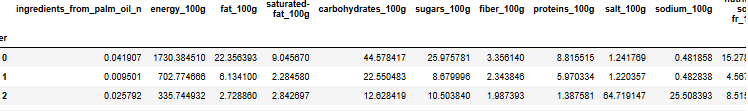 ingredients_from_palm_oil_n energy_100g fat_100g saturated-fat_100g carbohydrates_100g sugars_100g fiber_100g proteins_100g salt_100g sodium_100g
er
0 0.041907 1730.384510 22.356393 9.045670 44.578417 25.975781 3.356140 8.815515 1.241769 0.481858 15.278
1 0.009501 702.774666 6.134100 2.284580 22.550483 8.679996 2.343846 5.970334 1.220357 0.482838 4.567
2 0.025792 335.744932 2.728860 2.842697 12.628419 10.503840 1.987393 1.387581 64.719147 25.508393 8.515